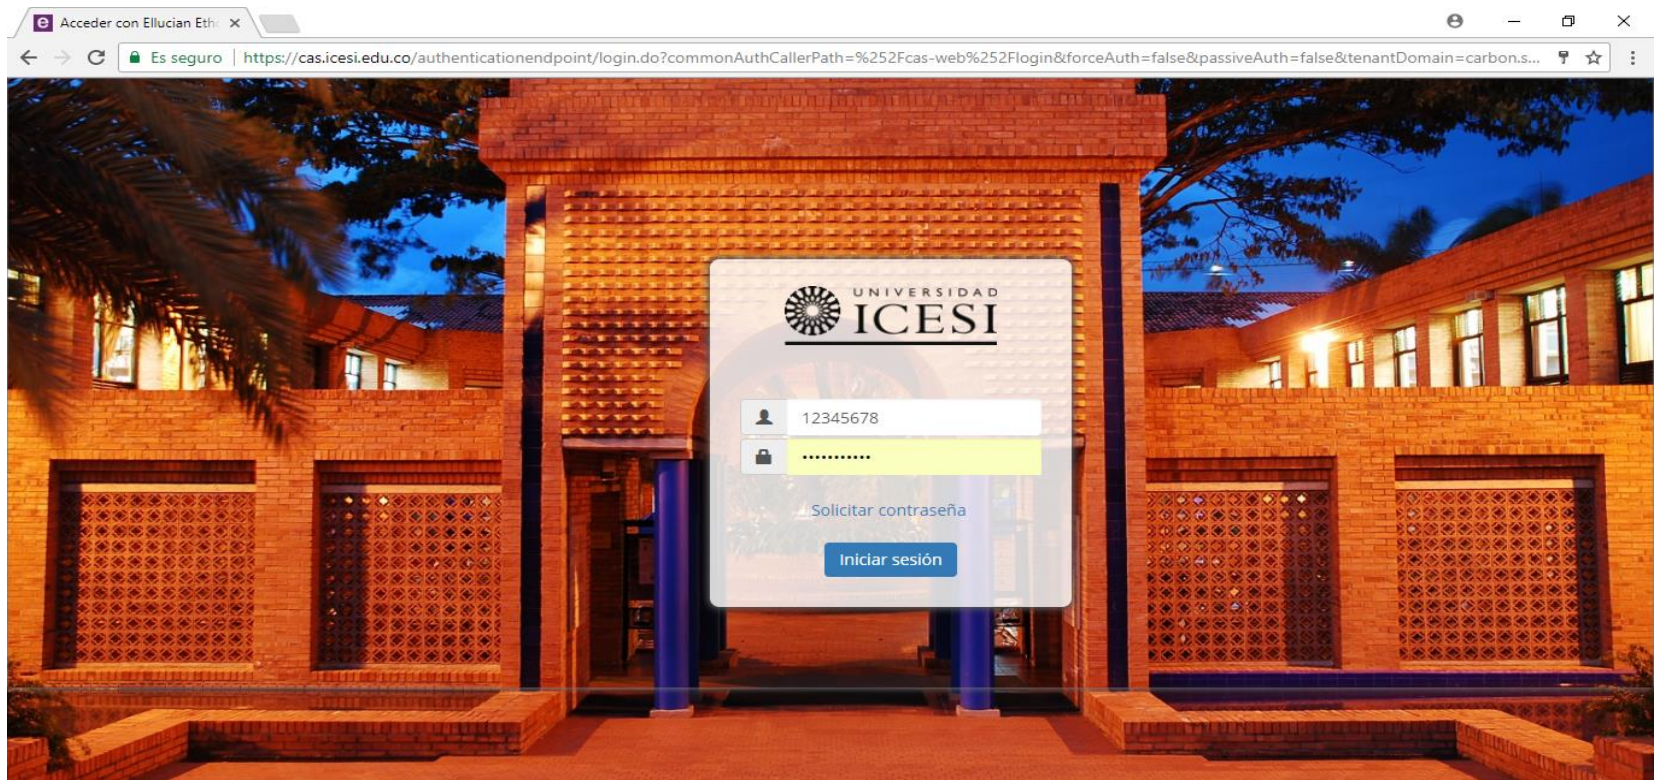 Acceder con Ellucian Eth
Es seguro | https://cas.icesi.edu.co/authenticationendpoint/login.do?commonAuthCallerPath=%252Fcas-web%252Flogin&forceAuth=false&passiveAuth=false&tenantDomain=carbon.s...
UNIVERSIDAD
ICESI
12345678
Solicitar contraseña
Iniciar sesión